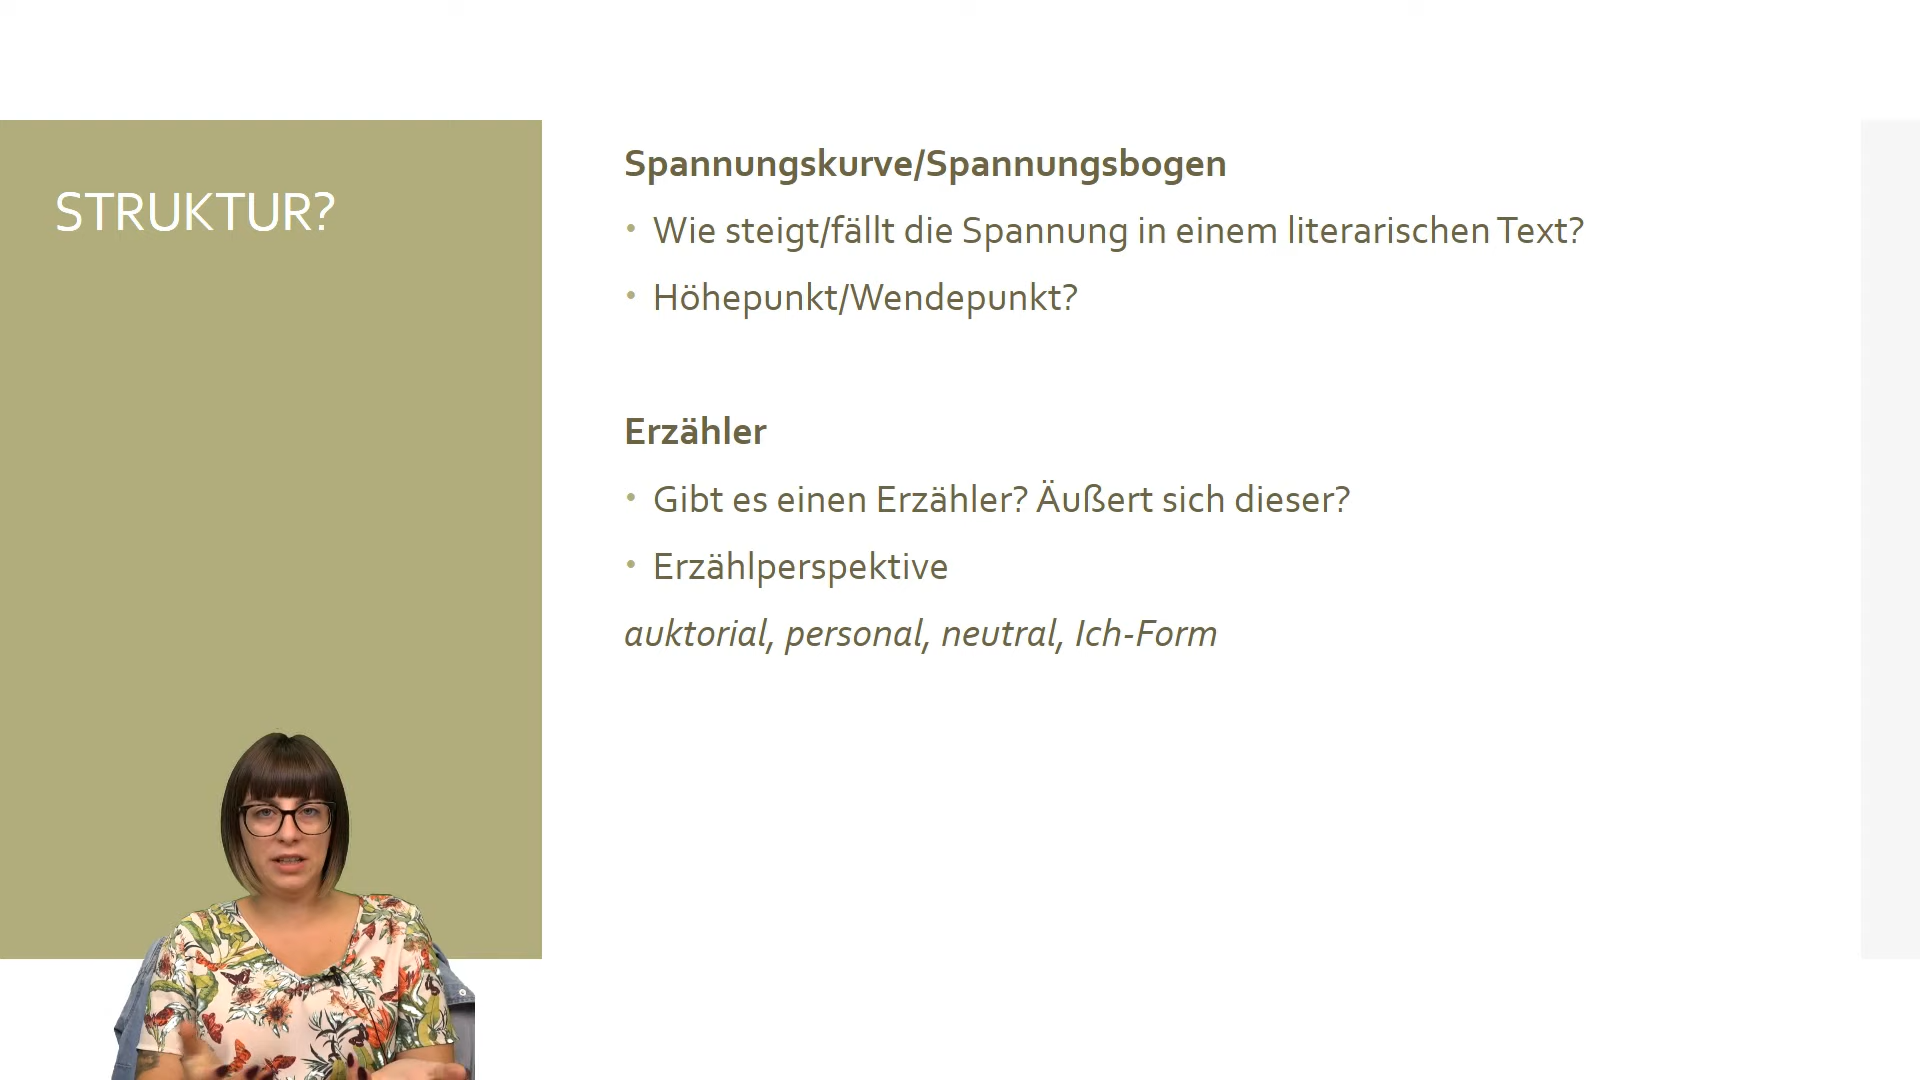 STRUKTUR?
Spannungskurve/Spannungsbogen
• Wie steigt/fällt die Spannung in einem literarischen Text?
• Höhepunkt/Wendepunkt?
Erzähler
• Gibt es einen Erzähler? Äußert sich dieser?
• Erzählperspektive
auktorial, personal, neutral, Ich-Form